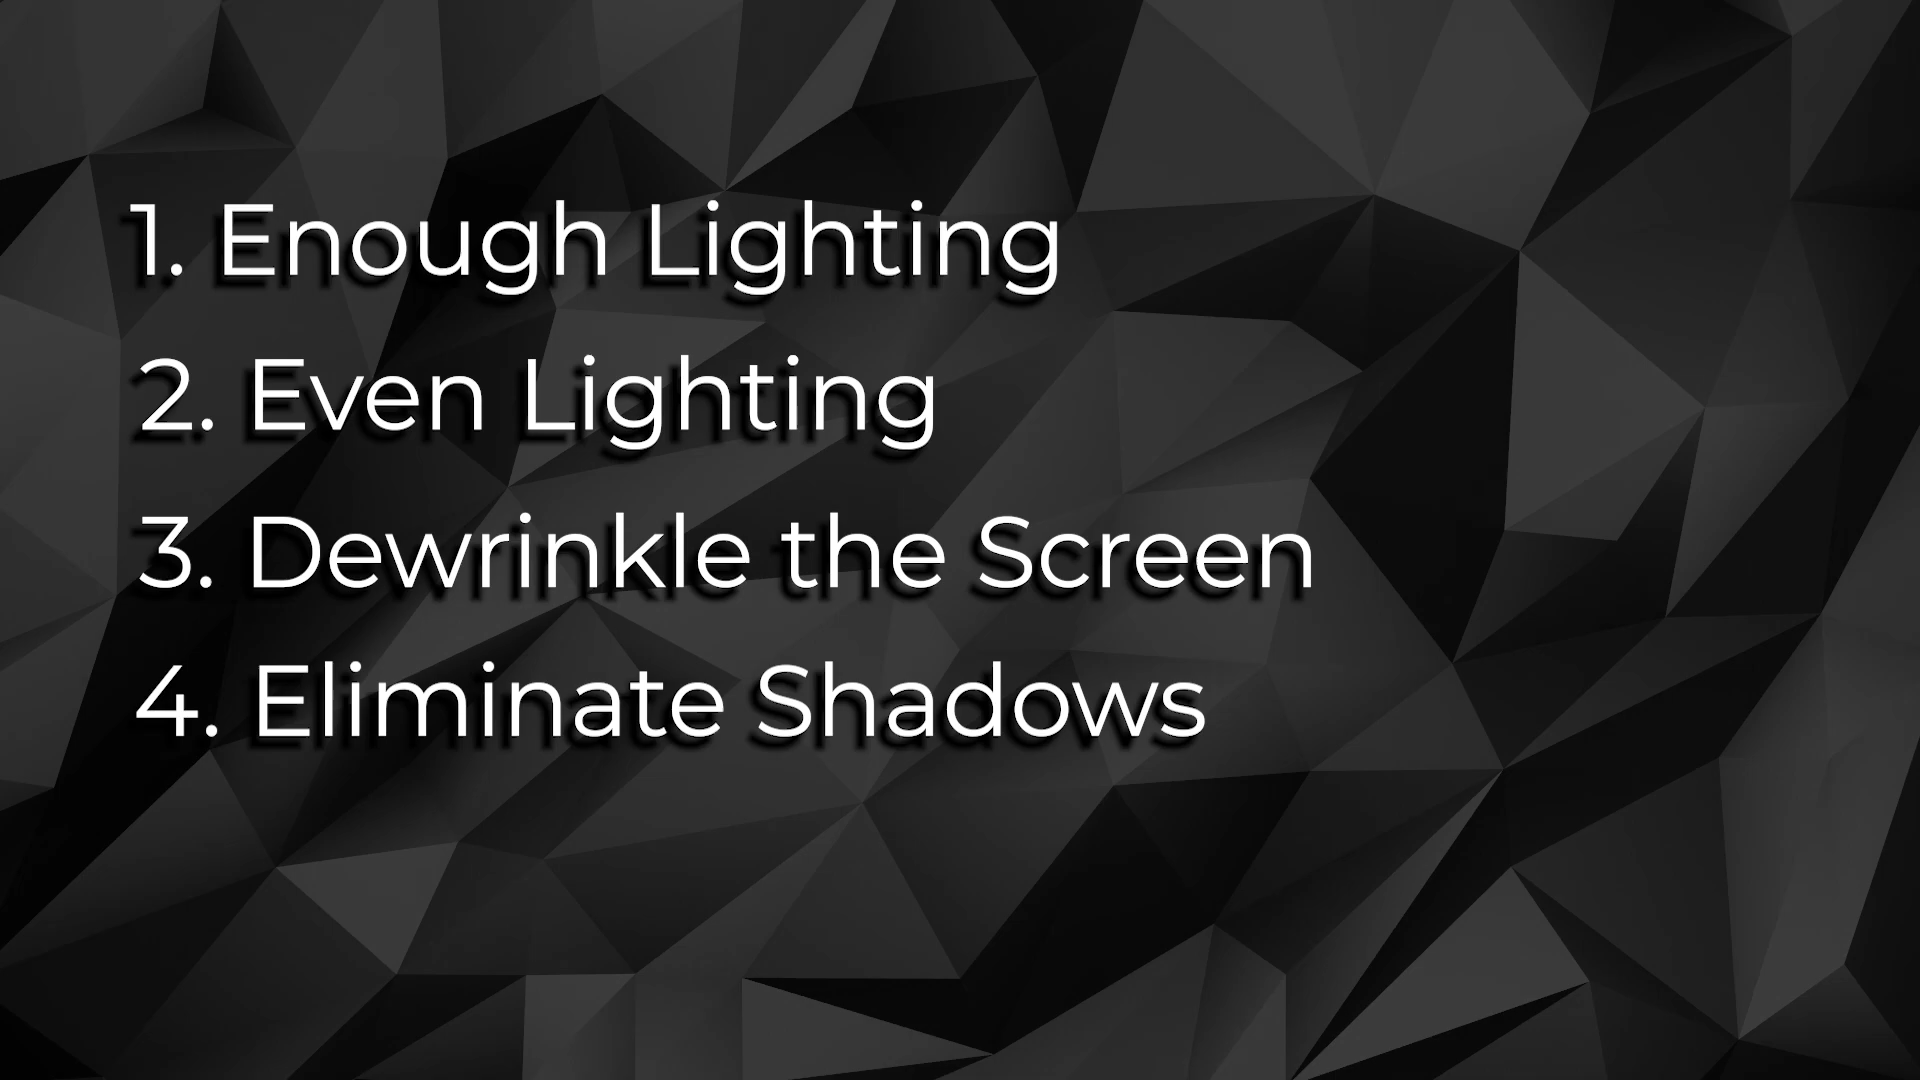 1. Enough Lighting
2. Even Lighting
3. Dewrinkle the Screen
4. Eliminate Shadows